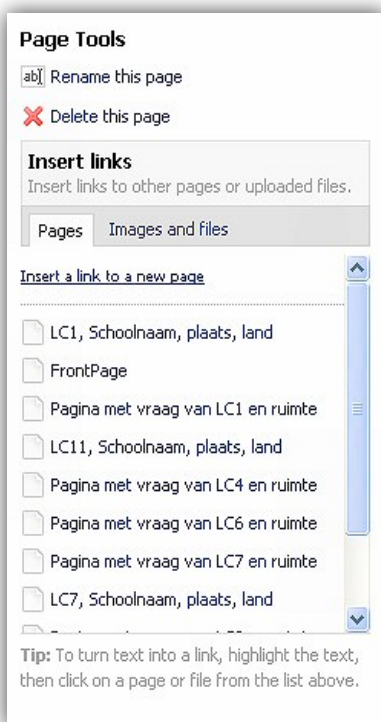 Page Tools
Rename this page
Delete this page
Insert links
Insert links to other pages or uploaded files.
Pages Images and files
Insert a link to a new page
LC1, Schoolnaam, plaats, land
FrontPage
Pagina met vraag van LC1 en ruimte
LC11, Schoolnaam, plaats, land
Pagina met vraag van LC4 en ruimte
Pagina met vraag van LC6 en ruimte
Pagina met vraag van LC7 en ruimte
LC7, Schoolnaam, plaats, land
Tip: To turn text into a link, highlight the text,
then click on a page or file from the list above.